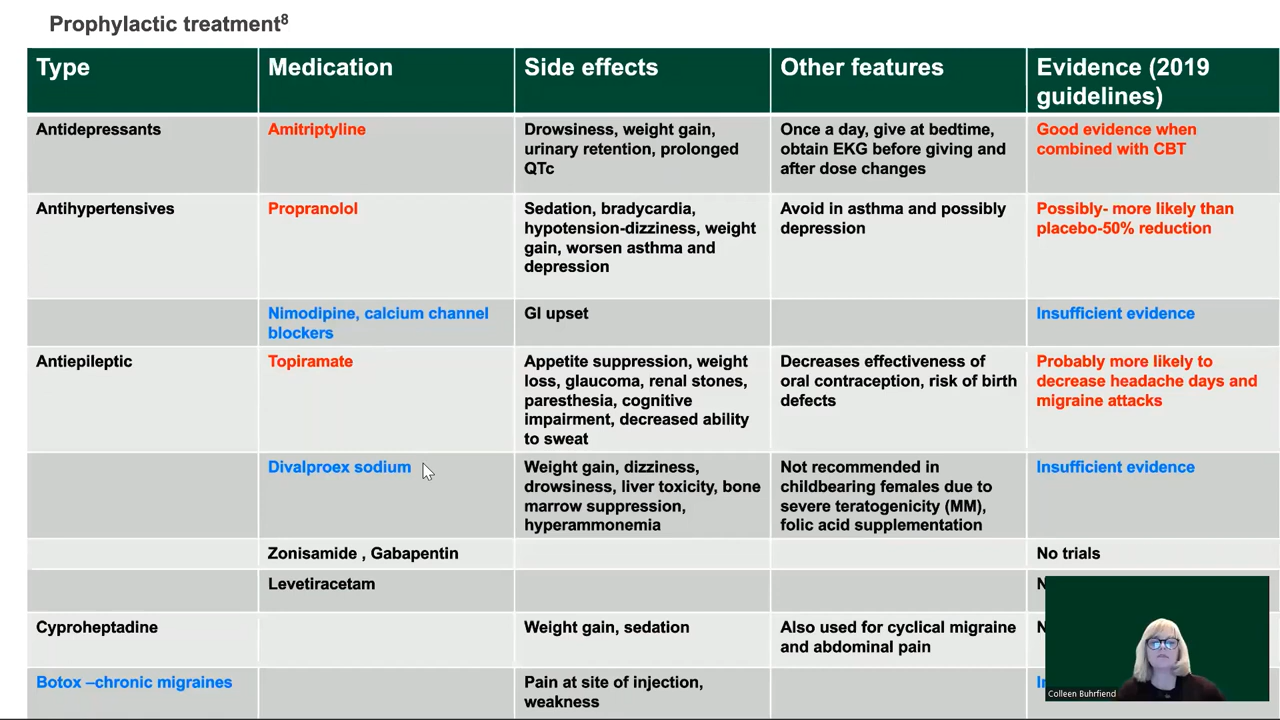 Prophylactic treatment8
Type
Medication
Side effects
Other features
Evidence (2019
guidelines)
Antidepressants
Amitriptyline
Drowsiness, weight gain,
urinary retention, prolonged
QTc
Once a day, give at bedtime,
obtain EKG before giving and
after dose changes
Good evidence when
combined with CBT
Antihypertensives
Propranolol
Sedation, bradycardia,
hypotension-dizziness, weight
gain, worsen asthma and
depression
Avoid in asthma and possibly
depression
Possibly- more likely than
placebo-50% reduction
Nimodipine, calcium channel
blockers
GI upset
Insufficient evidence
Antiepileptic
Topiramate
Appetite suppression, weight
loss, glaucoma, renal stones,
paresthesia, cognitive
impairment, decreased ability
to sweat
Decreases effectiveness of
oral contraception, risk of birth
defects
Probably more likely to
decrease headache days and
migraine attacks
Divalproex sodium
Weight gain, dizziness,
drowsiness, liver toxicity, bone
marrow suppression,
hyperammonemia
Not recommended in
childbearing females due to
severe teratogenicity (MM),
folic acid supplementation
Insufficient evidence
Zonisamide , Gabapentin
No trials
Levetiracetam
Cyproheptadine
Weight gain, sedation
Also used for cyclical migraine
and abdominal pain
Botox –chronic migraines
Pain at site of injection,
weakness
Colleen Buhrfiend